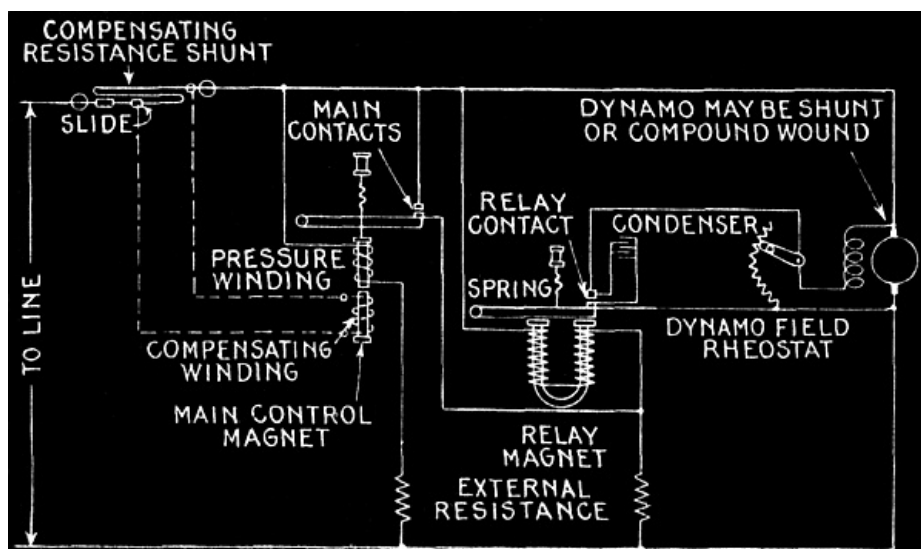 COMPENSATING
RESISTANCE SHUNT
SLIDE
MAIN
CONTACTS
DYNAMO MAY BE SHUNT
OR COMPOUND WOUND
RELAY
CONTACT
CONDENSER
PRESSURE
WINDING
SPRING
TO LINE
COMPENSATING
WINDING
DYNAMO FIELD
RHEOSTAT
MAIN CONTROL
MAGNET
RELAY
MAGNET
EXTERNAL
RESISTANCE